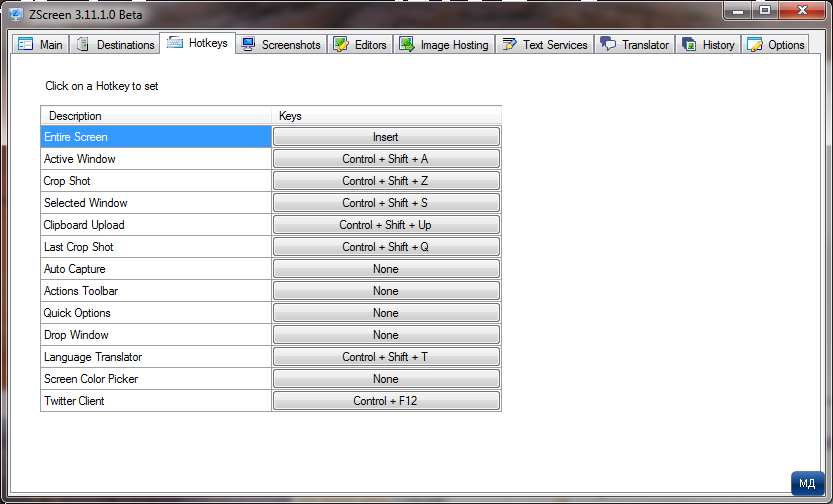 ZScreen 3.11.1.0 Beta
Main Destinations Hotkeys Screenshots Editors Image Hosting Text Services Translator History Options
Click on a Hotkey to set
Description Keys
Entire Screen Insert
Active Window Control + Shift + A
Crop Shot Control + Shift + Z
Selected Window Control + Shift + S
Clipboard Upload Control + Shift + Up
Last Crop Shot Control + Shift + Q
Auto Capture None
Actions Toolbar None
Quick Options None
Drop Window None
Language Translator Control + Shift + T
Screen Color Picker None
Twitter Client Control + F12
МД